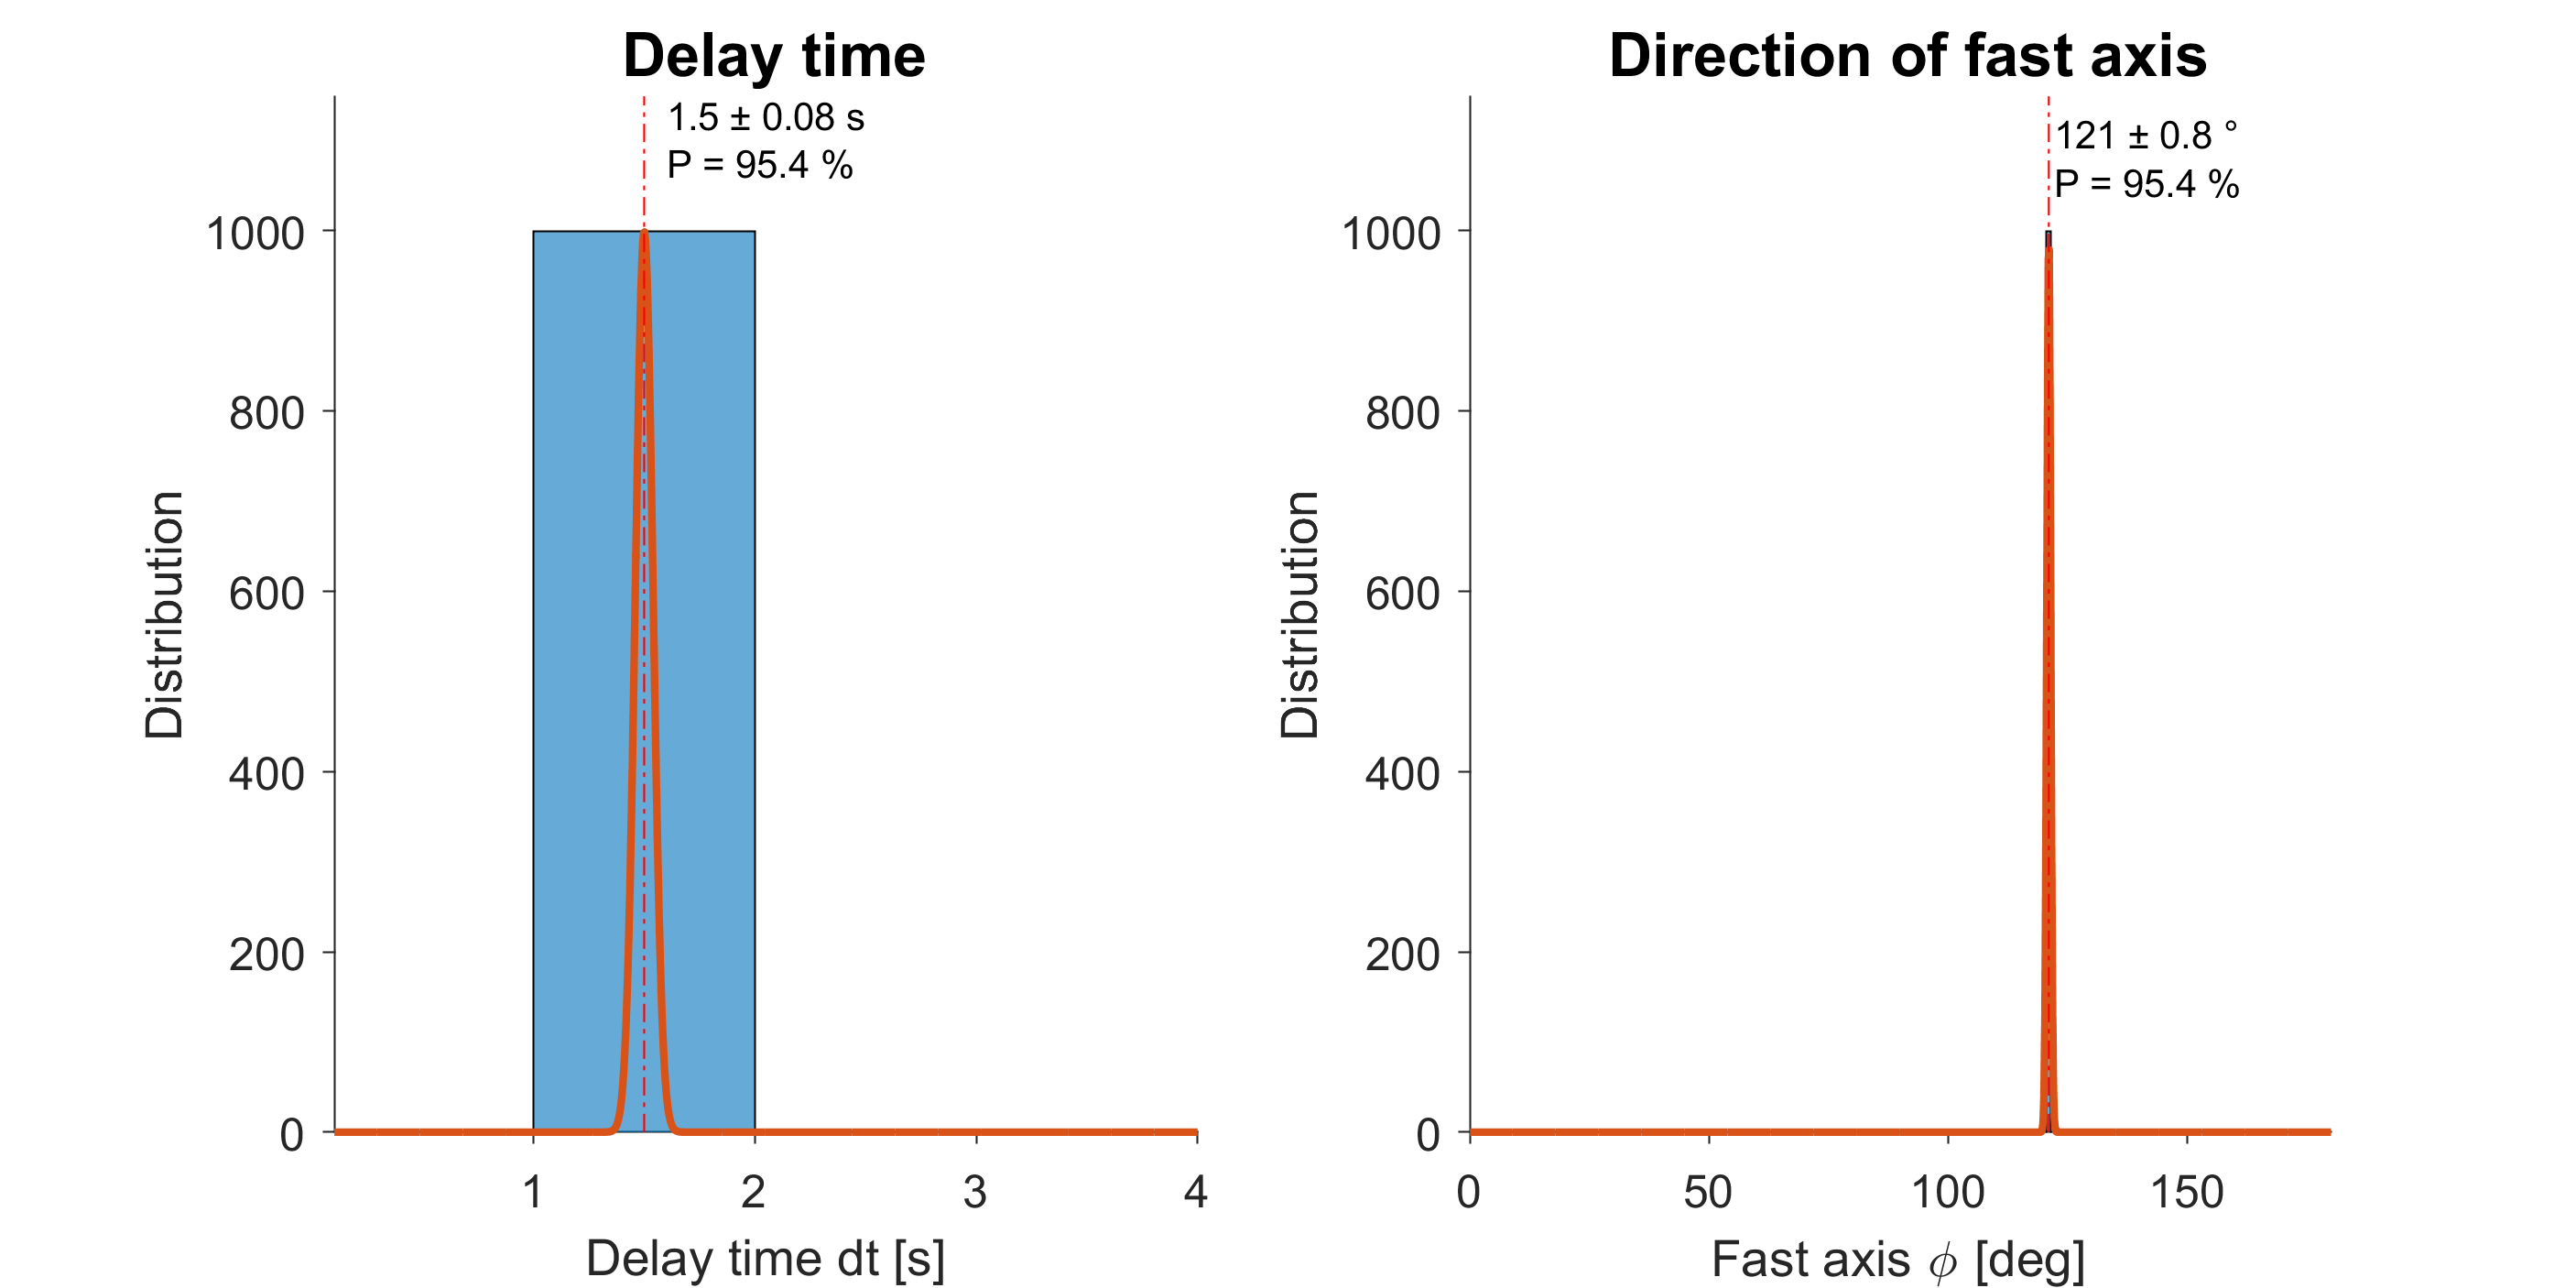 Delay time
1.5 ± 0.08 s
P = 95.4 %
1000
800
600
400
200
0
Distribution
1 2 3 4
Delay time dt [s]
Direction of fast axis
121 ± 0.8 °
P = 95.4 %
1000
800
600
400
200
0
Distribution
0 50 100 150
Fast axis ϕ [deg]